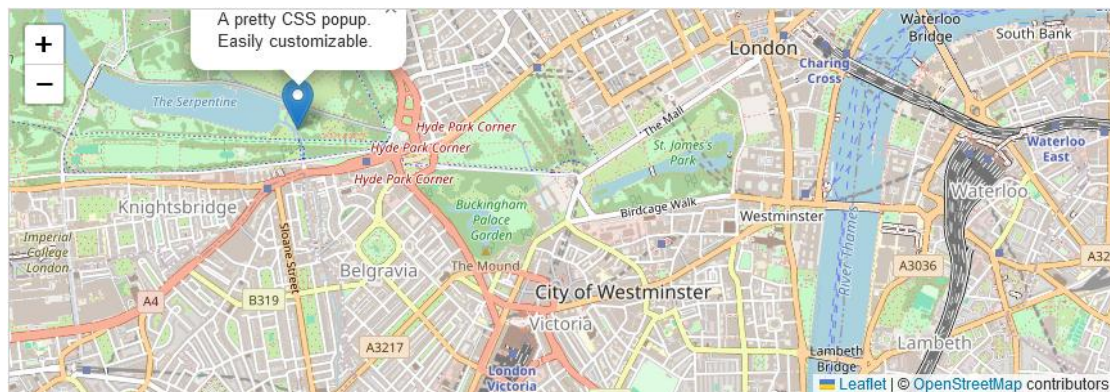 A pretty CSS popup.
Easily customizable.
×
+
−
The Serpentine
Hyde Park Corner
Hyde Park Corner
Hyde Park Corner
Knightsbridge
Imperial
College
London
Sloane Street
Belgravia
A4
B319
A3217
Buckingham
Palace
Garden
The Mound
The Mall
St. James's
Park
Birdcage Walk
City of Westminster
Victoria
London
Victoria
London
Charing
Cross
Waterloo
Bridge
South Bank
Waterloo
East
Waterloo
Westminster
River Thames
A3036
A32
Lambeth
Lambeth
Bridge
Leaflet | © OpenStreetMap contributors